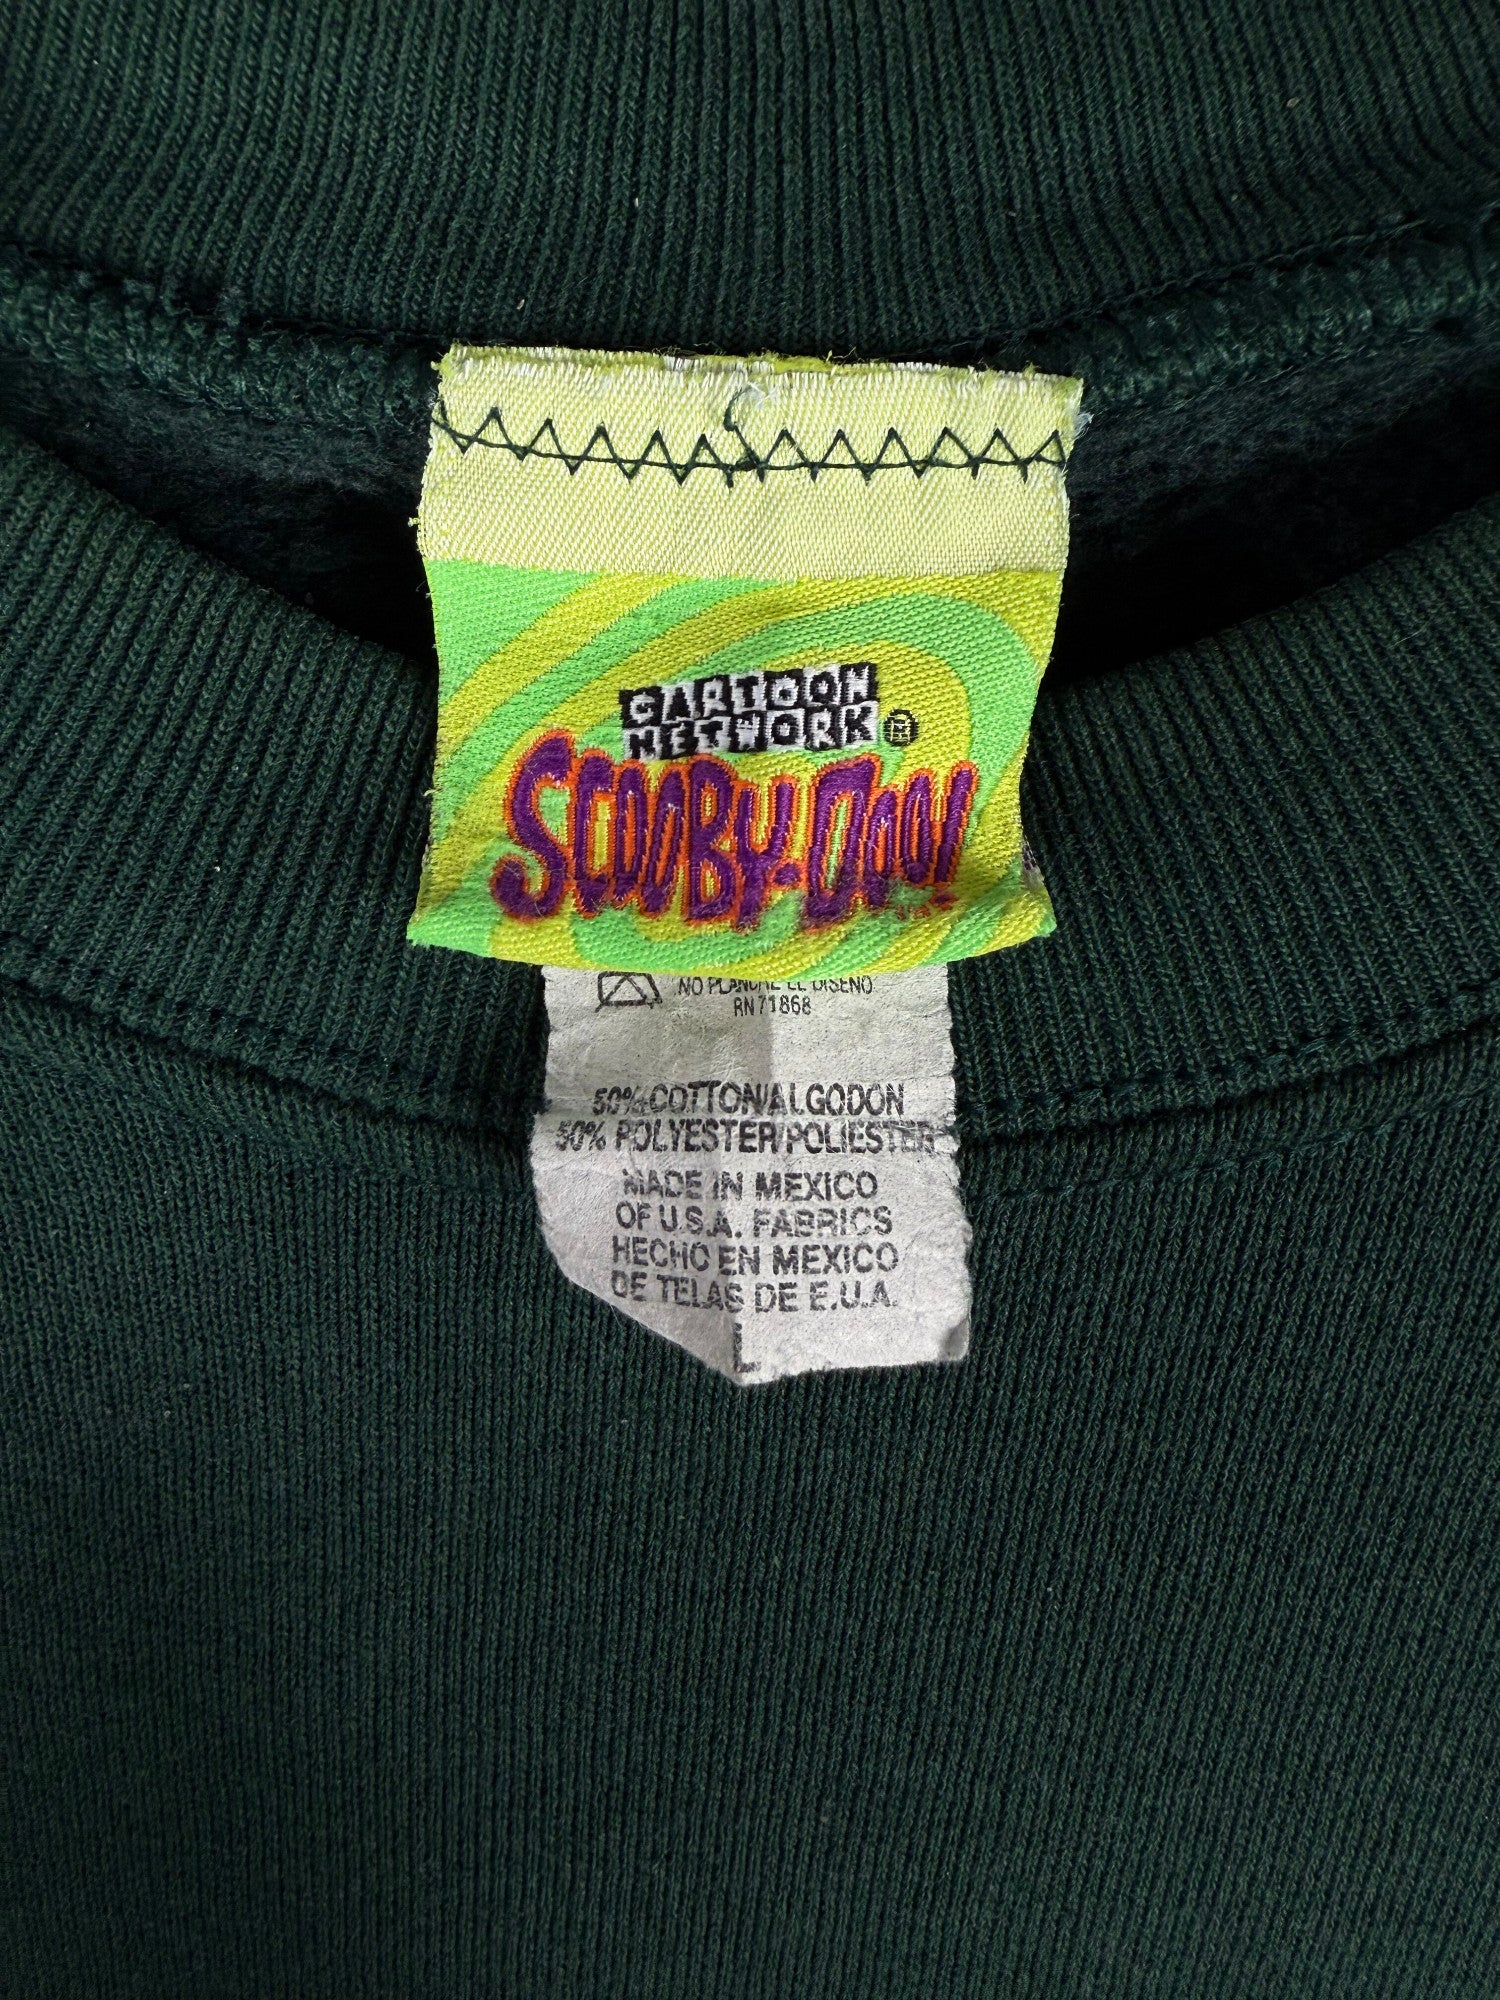 CARTOON
NETWORK
SCOOBY-DOO!
NO PLANCHE EL DISENO
RN71868
50% COTTON/ALGODON
50% POLYESTER/POLIESTER
MADE IN MEXICO
OF U.S.A. FABRICS
HECHO EN MEXICO
DE TELAS DE E.U.A.
L